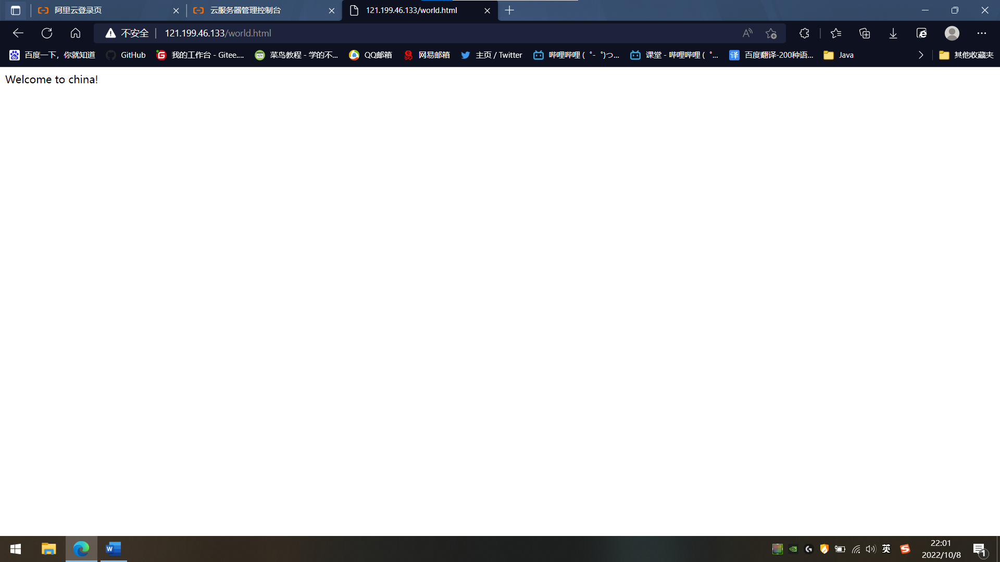 阿里云登录页
云服务器管理控制台
121.199.46.133/world.html
不安全
121.199.46.133/world.html
百度一下，你就知道
GitHub
我的工作台 - Gitee....
菜鸟教程 - 学的不...
QQ邮箱
网易邮箱
主页 / Twitter
哔哩哔哩 ( ゜- ゜)つ...
课堂 - 哔哩哔哩 ( ゜...
译
百度翻译-200种语...
Java
其他收藏夹
Welcome to china!
英
22:01
2022/10/8
1